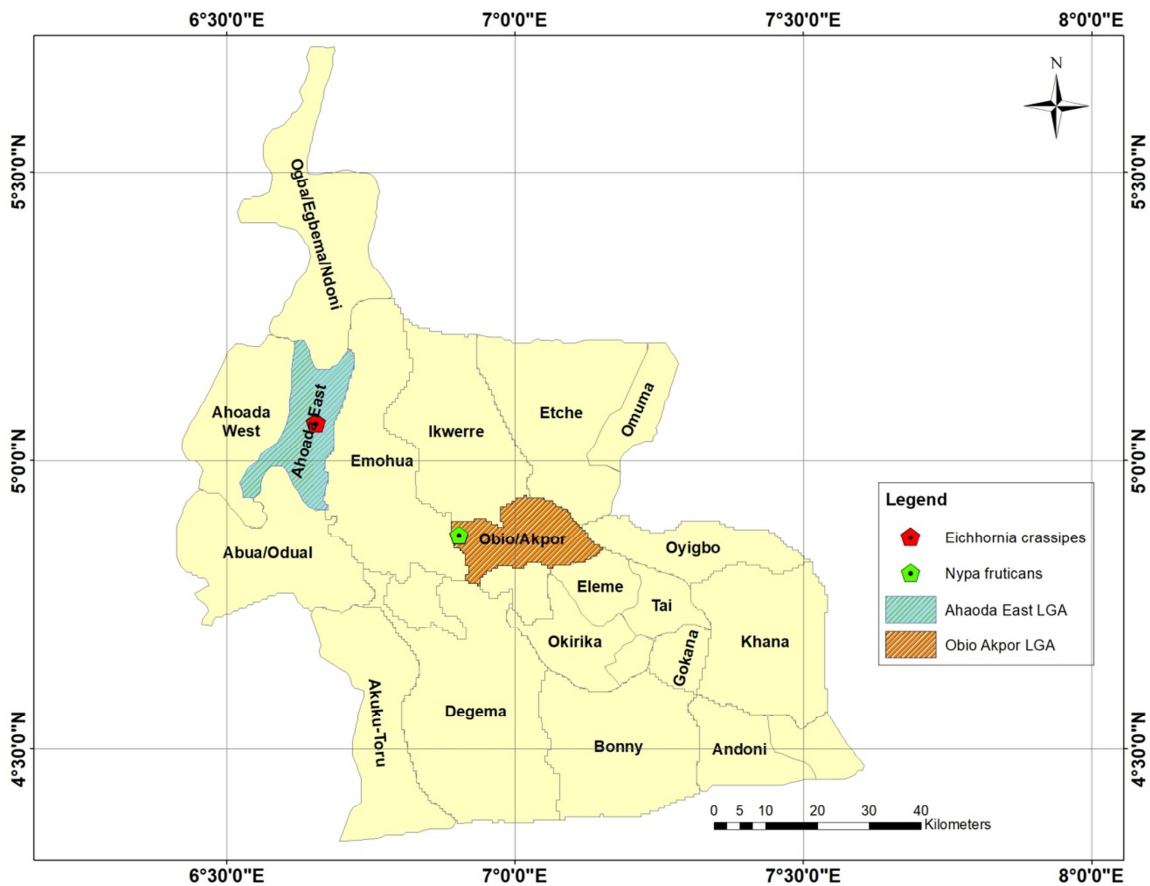 6°30'0"E 7°0'0"E 7°30'0"E 8°0'0"E
N
5°30'0"N 5°30'0"N
Ogba/Egbema/Ndoni
Ahoada
West
Ahoada East
Emohua
Ikwerre
Etche
Omuma
5°0'0"N 5°0'0"N
Abua/Odual
Obio/Akpor
Oyigbo
Eleme
Tai
Okirika
Gokana
Khana
Akuku-Toru
Degema
Bonny
Andoni
4°30'0"N 4°30'0"N
Legend
Eichhornia crassipes
Nypa fruticans
Ahaoda East LGA
Obio Akpor LGA
0 5 10 20 30 40
Kilometers
6°30'0"E 7°0'0"E 7°30'0"E 8°0'0"E